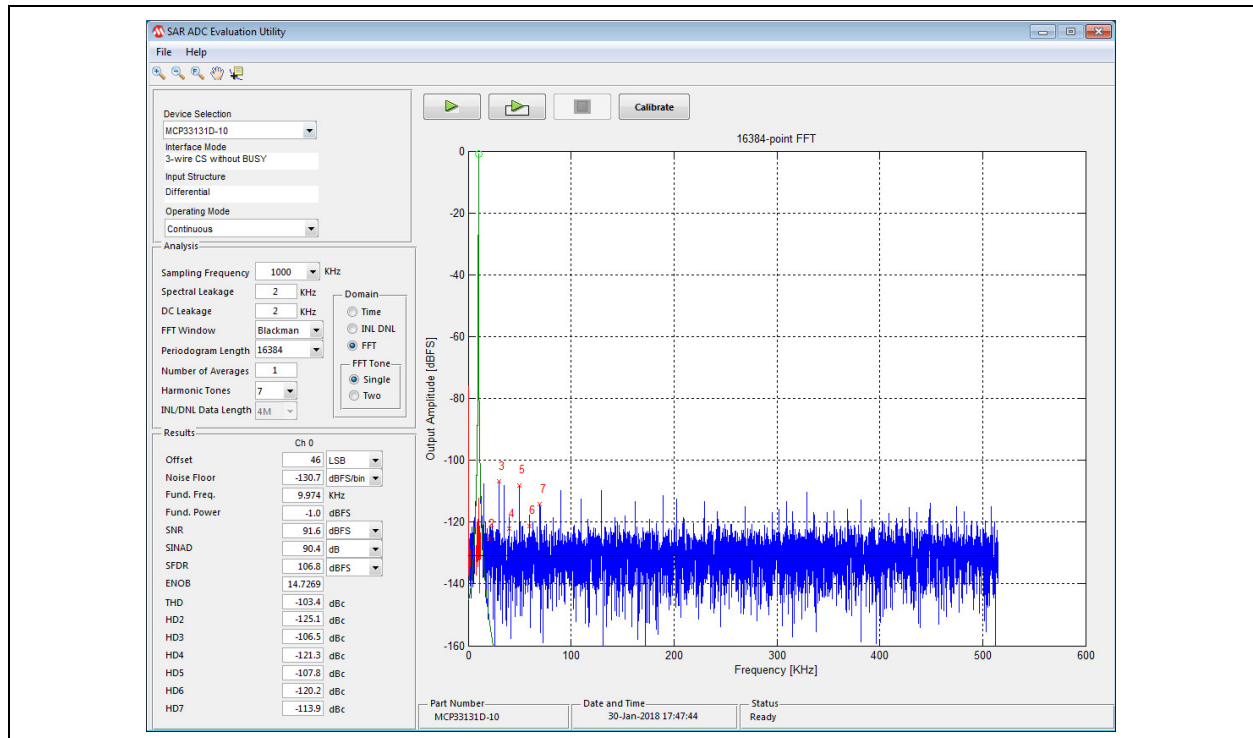 SAR ADC Evaluation Utility
File Help
Device Selection
MCP33131D-10
Interface Mode
3-wire CS without BUSY
Input Structure
Differential
Operating Mode
Continuous
Analysis
Sampling Frequency 1000 KHz
Spectral Leakage 2 KHz
DC Leakage 2 KHz
FFT Window Blackman
Periodogram Length 16384
Number of Averages 1
Harmonic Tones 7
INL/DNL Data Length 4M
Domain
Time
INL DNL
FFT
FFT Tone
Single
Two
Results
Ch 0
Offset 46 LSB
Noise Floor -130.7 dBFS/bin
Fund. Freq. 9.974 KHz
Fund. Power -1.0 dBFS
SNR 91.6 dBFS
SINAD 90.4 dB
SFDR 106.8 dBFS
ENOB 14.7269
THD -103.4 dBc
HD2 -125.1 dBc
HD3 -106.5 dBc
HD4 -121.3 dBc
HD5 -107.8 dBc
HD6 -120.2 dBc
HD7 -113.9 dBc
Calibrate
16384-point FFT
Output Amplitude [dBFS]
0
-20
-40
-60
-80
-100
-120
-140
-160
2
3
4
5
6
7
0 100 200 300 400 500 600
Frequency [KHz]
Part Number
MCP33131D-10
Date and Time
30-Jan-2018 17:47:44
Status
Ready